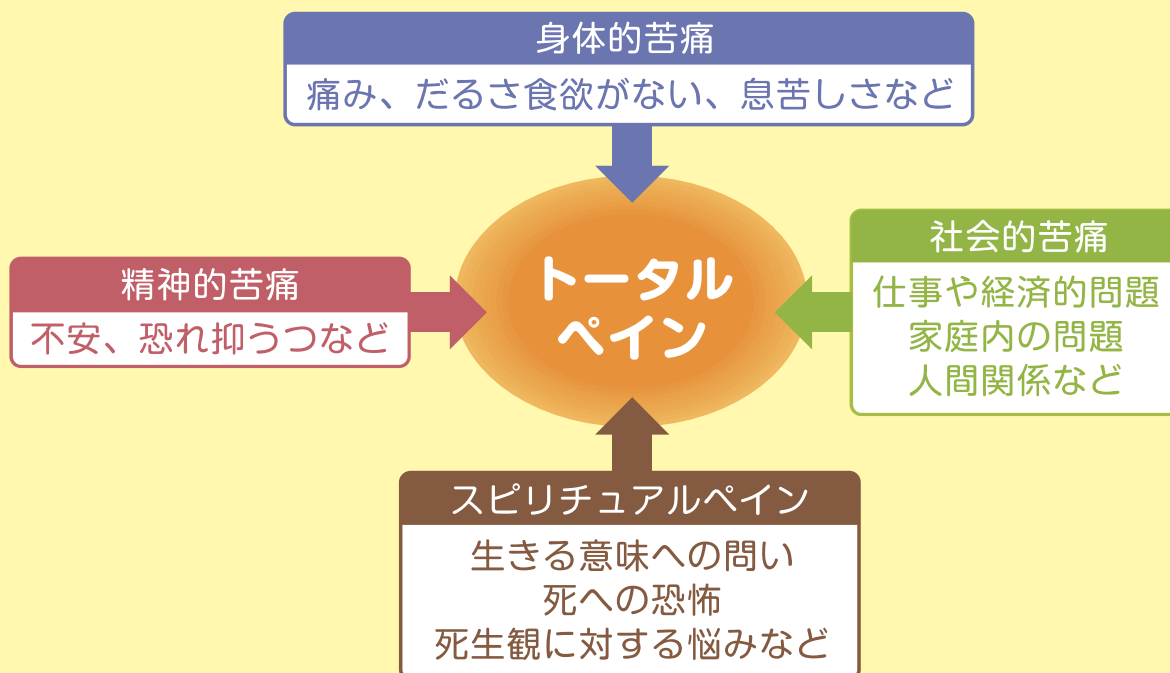 身体的苦痛
痛み、だるさ食欲がない、息苦しさなど
社会的苦痛
仕事や経済的問題
家庭内の問題
人間関係など
精神的苦痛
不安、恐れ抑うつなど
トータル
ペイン
スピリチュアルペイン
生きる意味への問い
死への恐怖
死生観に対する悩みなど